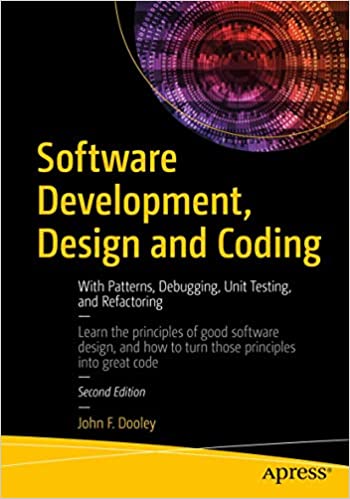 Software
Development,
Design and Coding
With Patterns, Debugging, Unit Testing,
and Refactoring
—
Learn the principles of good software
design, and how to turn those principles
into great code
—
Second Edition
—
John F. Dooley
Apress®